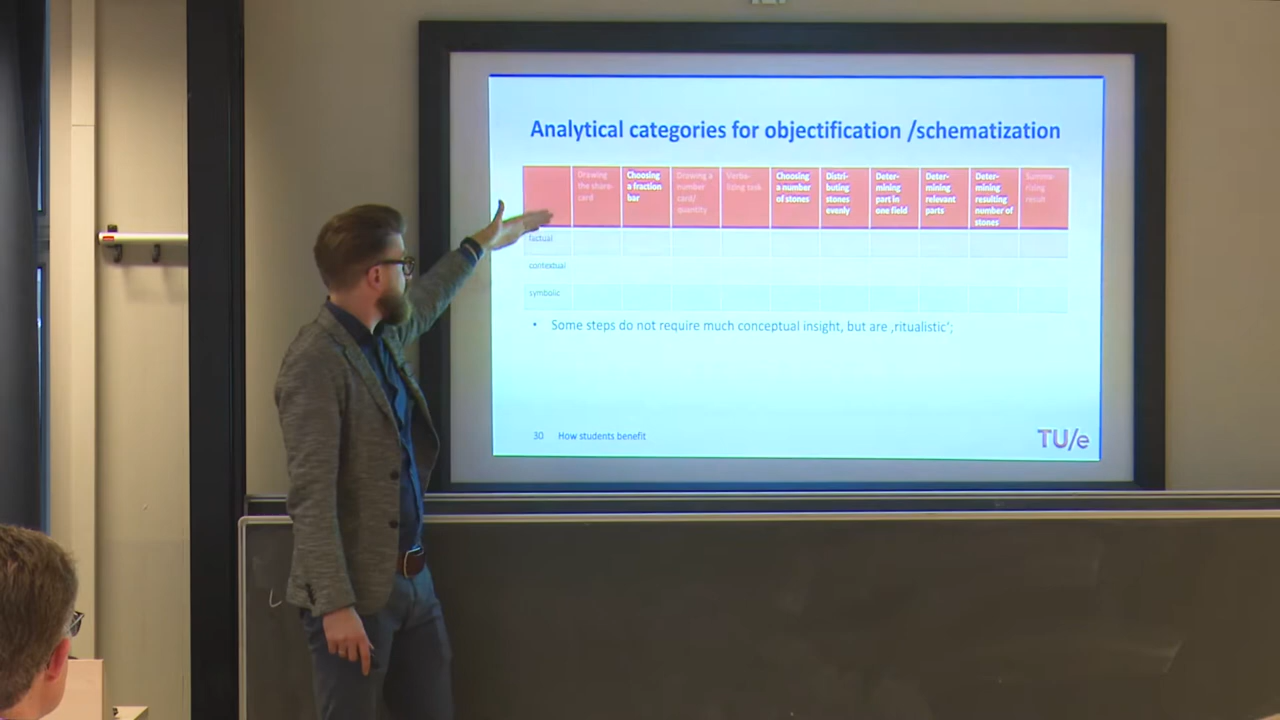 Analytical categories for objectification /schematization
Drawing the share- card
Choosing a fraction bar
Drawing a number card/ quantity
Verba- lizing task
Choosing a number of stones
Distri- buting stones evenly
Deter- mining part in one field
Deter- mining relevant parts
Deter- mining resulting number of stones
Summa- rizing result
factual
contextual
symbolic
• Some steps do not require much conceptual insight, but are ‚ritualistic';
30 How students benefit
TU/e